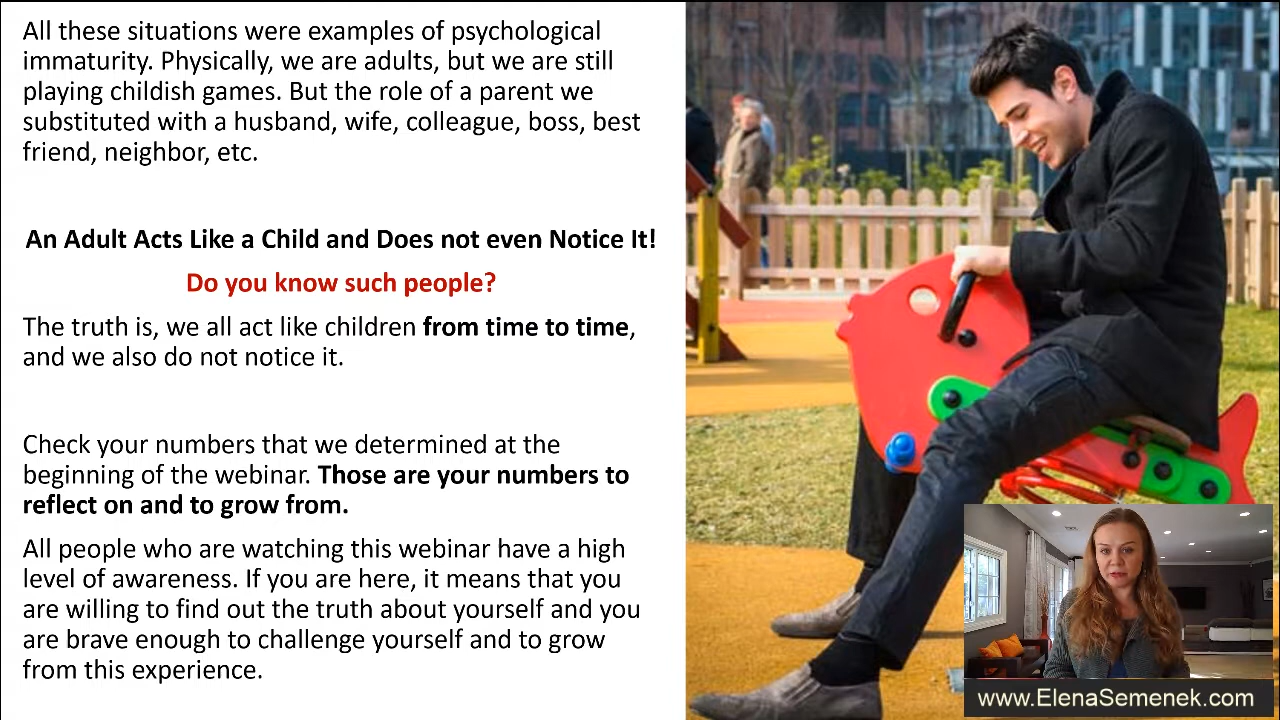 All these situations were examples of psychological
immaturity. Physically, we are adults, but we are still
playing childish games. But the role of a parent we
substituted with a husband, wife, colleague, boss, best
friend, neighbor, etc.
An Adult Acts Like a Child and Does not even Notice It!
Do you know such people?
The truth is, we all act like children from time to time,
and we also do not notice it.
Check your numbers that we determined at the
beginning of the webinar. Those are your numbers to
reflect on and to grow from.
All people who are watching this webinar have a high
level of awareness. If you are here, it means that you
are willing to find out the truth about yourself and you
are brave enough to challenge yourself and to grow
from this experience.
www.ElenaSemenek.com